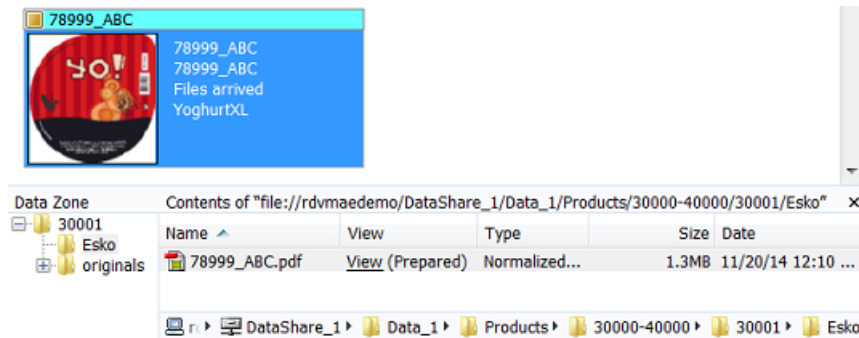 78999_ABC
YO!
78999_ABC
78999_ABC
Files arrived
YoghurtXL
Data Zone
Contents of "file://rdvmaedemo/DataShare_1/Data_1/Products/30000-40000/30001/Esko"
30001
Esko
originals
Name View Type Size Date
78999_ABC.pdf View (Prepared) Normalized... 1.3MB 11/20/14 12:10 ...
DataShare_1 Data_1 Products 30000-40000 30001 Esko